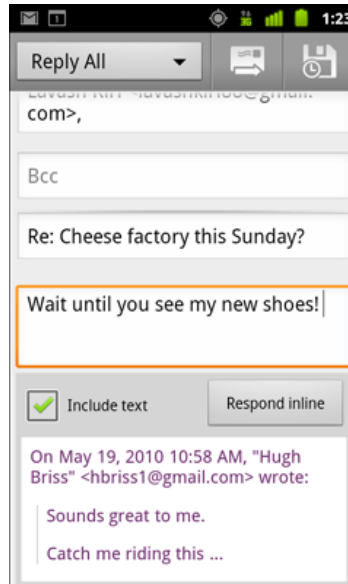 1
3G
1:23
Reply All
com>,
Bcc
Re: Cheese factory this Sunday?
Wait until you see my new shoes!
Include text
Respond inline
On May 19, 2010 10:58 AM, "Hugh
Briss" <hbriss1@gmail.com> wrote:
Sounds great to me.
Catch me riding this ...